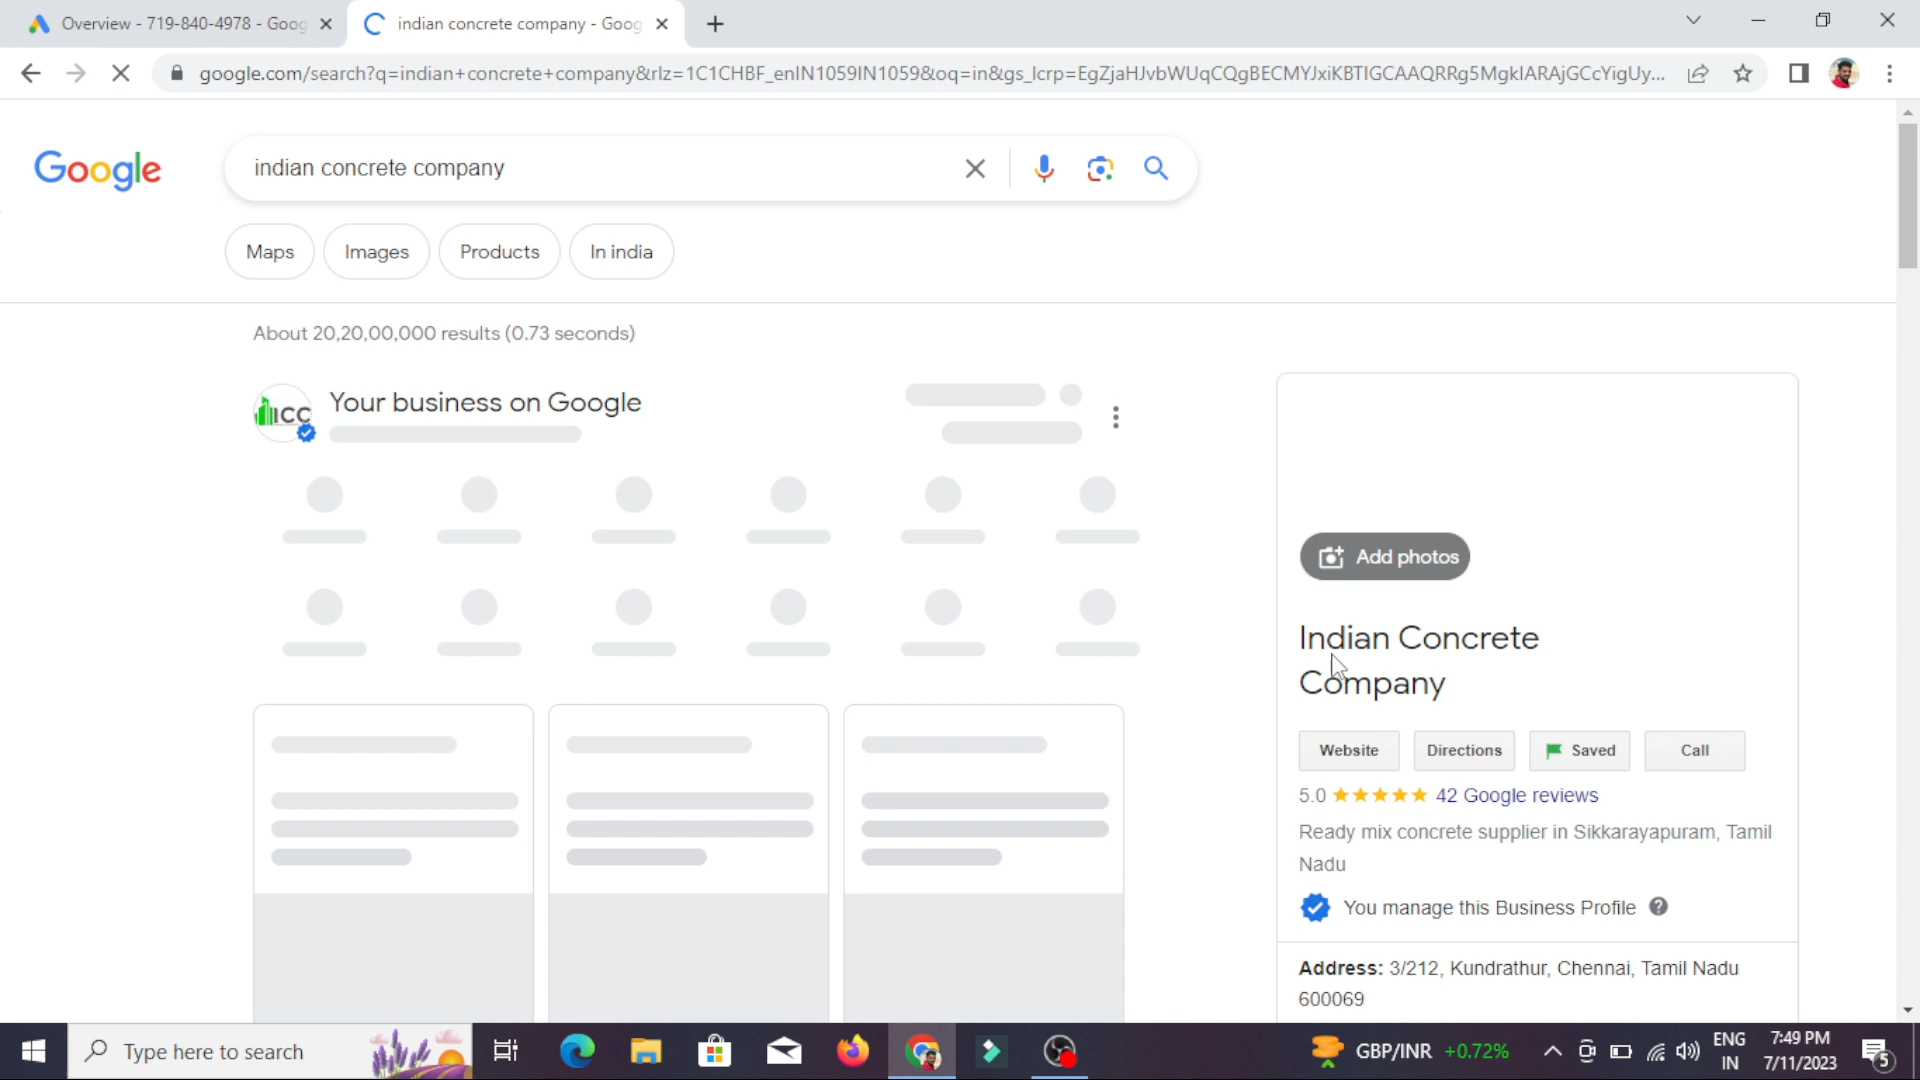 Overview - 719-840-4978 - Goog
indian concrete company - Goog
google.com/search?q=indian+concrete+company&rlz=1C1CHBF_enIN1059IN1059&oq=in&gs_lcrp=EgZjaHJvbWUqCQgBECMYJxiKBTIGCAAQRRg5MgkIARAjGCcYigUy...
Google
indian concrete company
Maps
Images
Products
In india
About 20,20,00,000 results (0.73 seconds)
ICC
Your business on Google
Add photos
Indian Concrete
Company
Website
Directions
Saved
Call
5.0
42 Google reviews
Ready mix concrete supplier in Sikkarayapuram, Tamil
Nadu
You manage this Business Profile
Address: 3/212, Kundrathur, Chennai, Tamil Nadu
600069
Type here to search
GBP/INR +0.72%
ENG
IN
7:49 PM
7/11/2023
5